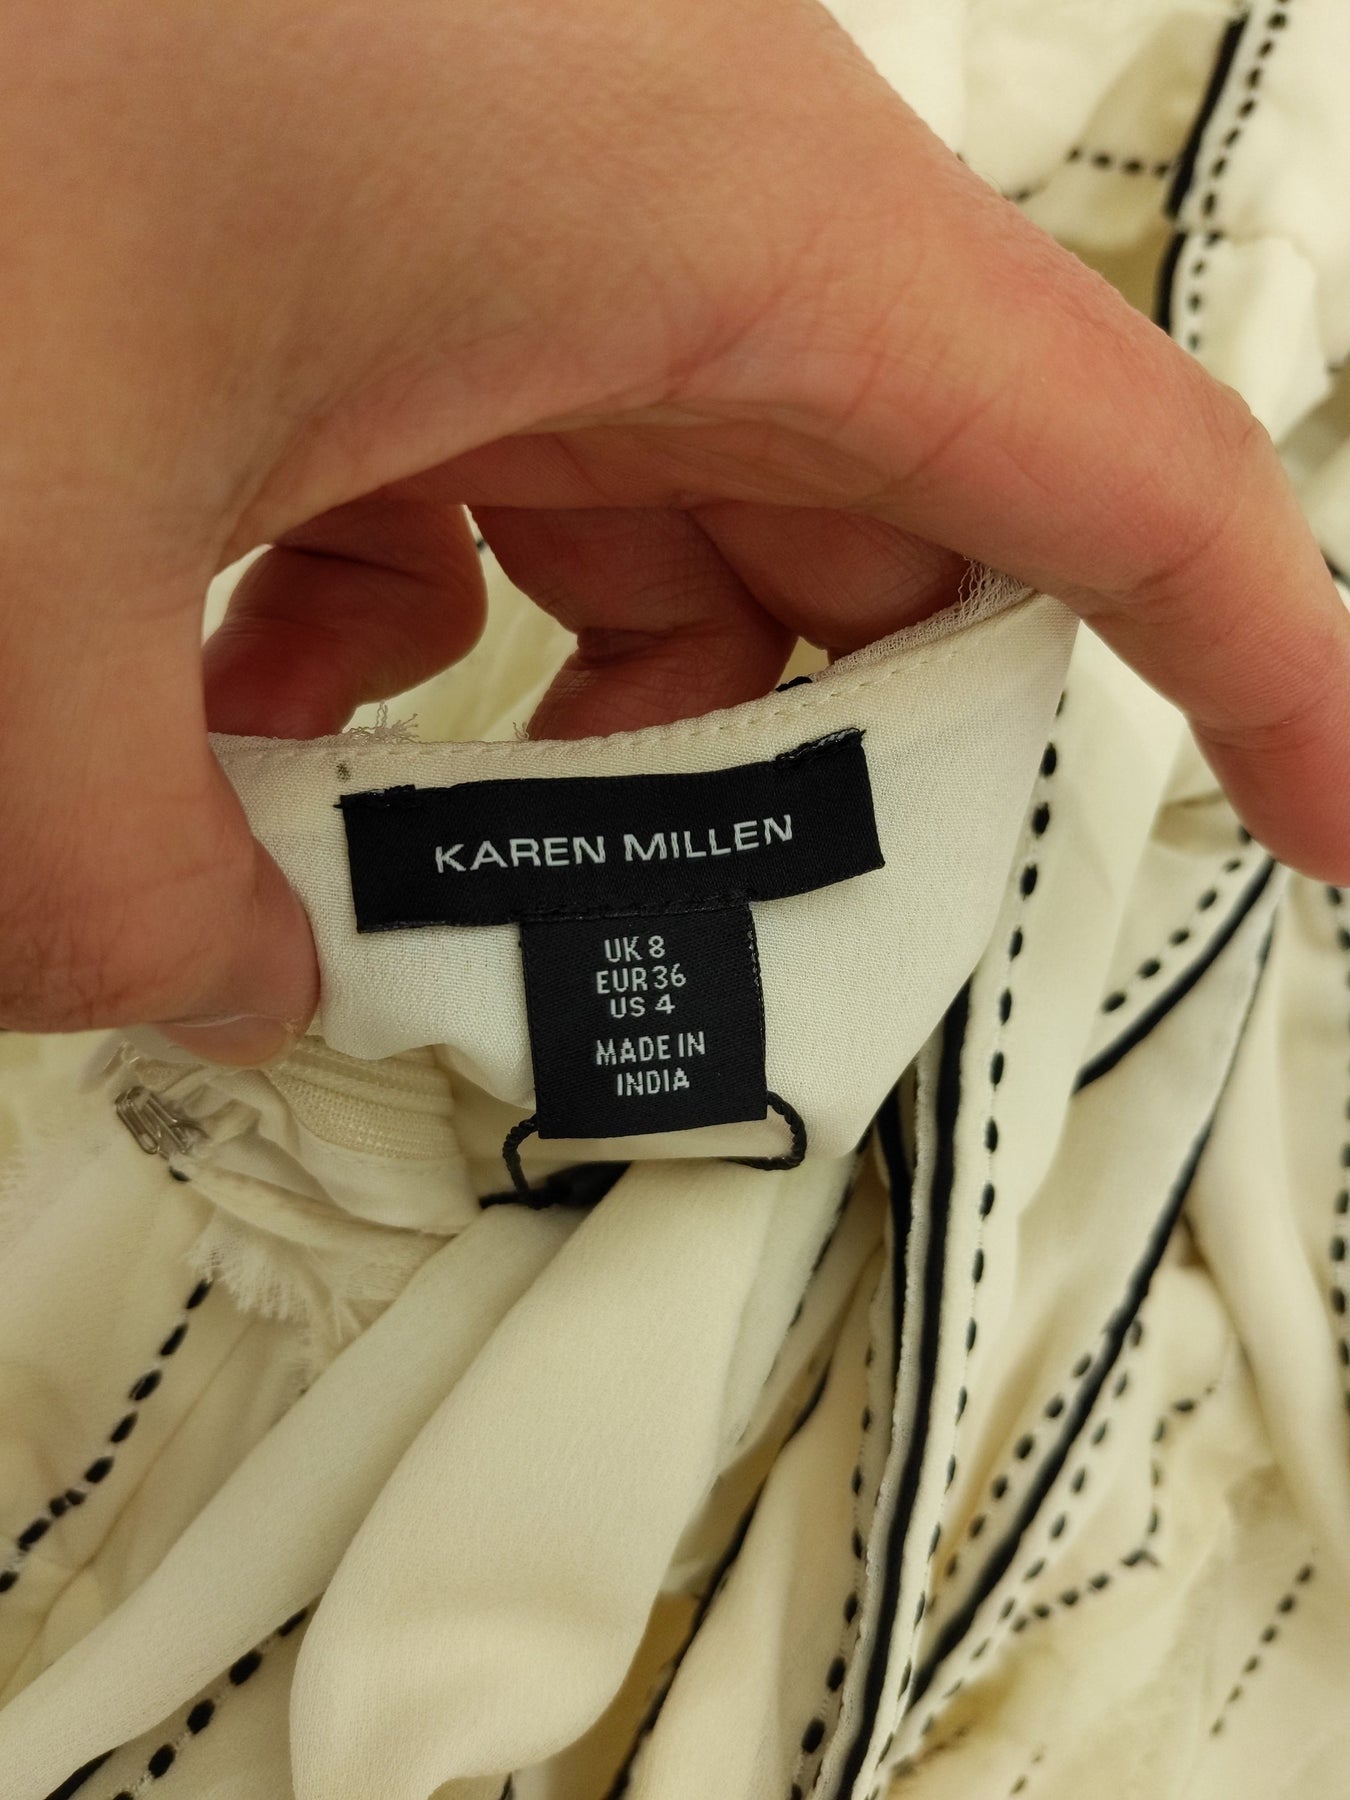 KAREN MILLEN
UK 8
EUR 36
US 4
MADE IN
INDIA